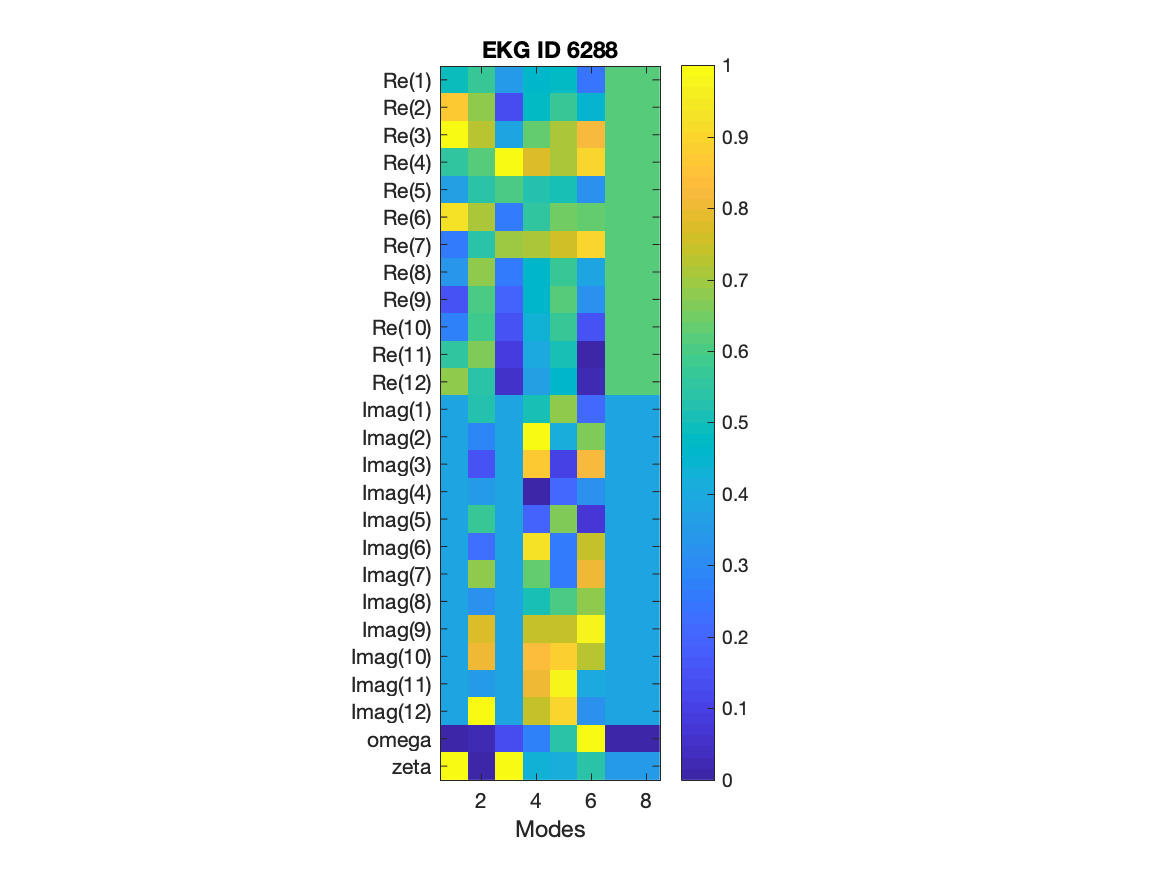 EKG ID 6288
Re(1)
Re(2)
Re(3)
Re(4)
Re(5)
Re(6)
Re(7)
Re(8)
Re(9)
Re(10)
Re(11)
Re(12)
Imag(1)
Imag(2)
Imag(3)
Imag(4)
Imag(5)
Imag(6)
Imag(7)
Imag(8)
Imag(9)
Imag(10)
Imag(11)
Imag(12)
omega
zeta
2 4 6 8
Modes
1
0.9
0.8
0.7
0.6
0.5
0.4
0.3
0.2
0.1
0